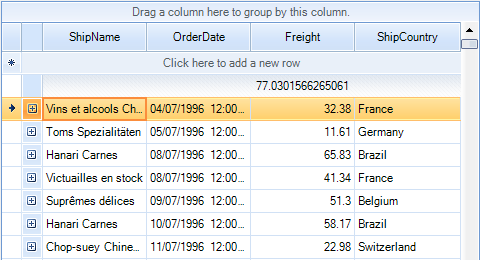 Drag a column here to group by this column.
ShipName OrderDate Freight ShipCountry
Click here to add a new row
77.0301566265061
Vins et alcools Ch... 04/07/1996 12:00... 32.38 France
Toms Spezialitäten 05/07/1996 12:00... 11.61 Germany
Hanari Carnes 08/07/1996 12:00... 65.83 Brazil
Victuailles en stock 08/07/1996 12:00... 41.34 France
Suprêmes délices 09/07/1996 12:00... 51.3 Belgium
Hanari Carnes 10/07/1996 12:00... 58.17 Brazil
Chop-suey Chine... 11/07/1996 12:00... 22.98 Switzerland